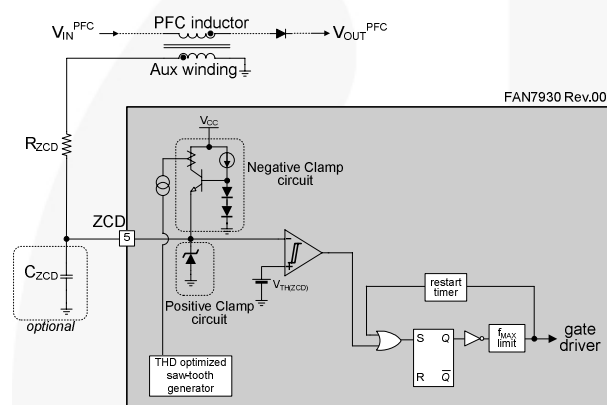 PFC inductor
V_IN^PFC
V_OUT^PFC
Aux winding
FAN7930 Rev.00
V_CC
R_ZCD
Negative Clamp
circuit
ZCD
5
C_ZCD
optional
Positive Clamp
circuit
V_TH(ZCD)
restart
timer
THD optimized
saw-tooth
generator
S Q
R Q̅
f_MAX
limit
gate
driver